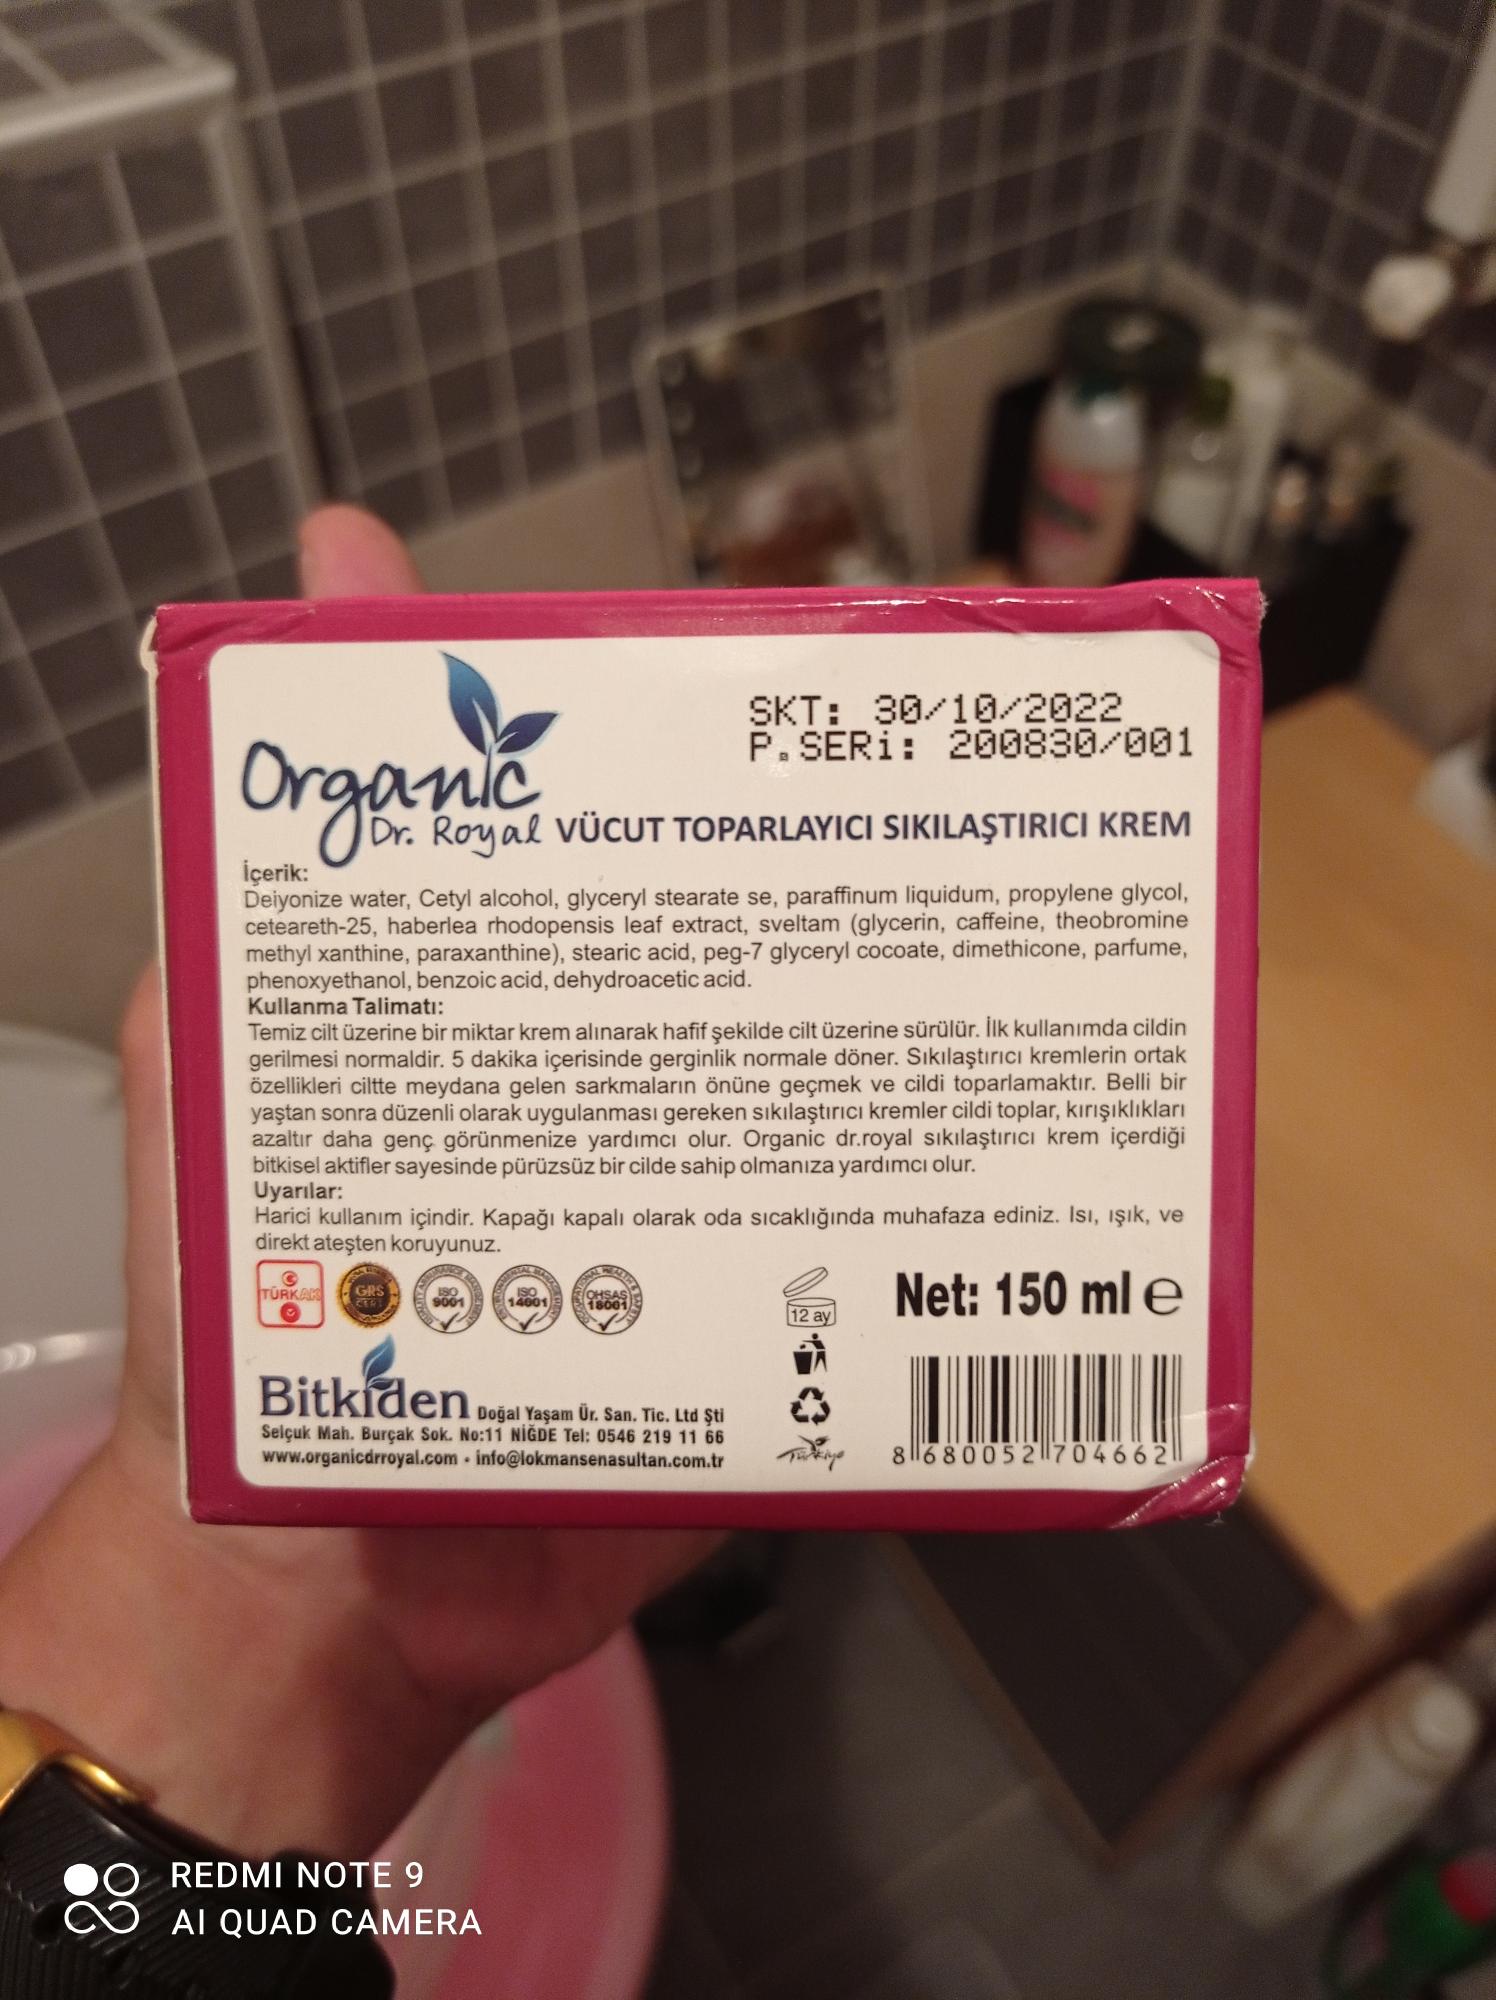 SKT: 30/10/2022
P.SERİ: 200830/001
Organic
Dr. Royal VÜCUT TOPARLAYICI SIKILAŞTIRICI KREM
İçerik:
Deiyonize water, Cetyl alcohol, glyceryl stearate se, paraffinum liquidum, propylene glycol,
ceteareth-25, haberlea rhodopensis leaf extract, sveltam (glycerin, caffeine, theobromine
methyl xanthine, paraxanthine), stearic acid, peg-7 glyceryl cocoate, dimethicone, parfume,
phenoxyethanol, benzoic acid, dehydroacetic acid.
Kullanma Talimatı:
Temiz cilt üzerine bir miktar krem alınarak hafif şekilde cilt üzerine sürülür. İlk kullanımda cildin
gerilmesi normaldir. 5 dakika içerisinde gerginlik normale döner. Sıkılaştırıcı kremlerin ortak
özellikleri ciltte meydana gelen sarkmaların önüne geçmek ve cildi toparlamaktır. Belli bir
yaştan sonra düzenli olarak uygulanması gereken sıkılaştırıcı kremler cildi toplar, kırışıklıkları
azaltır daha genç görünmenize yardımcı olur. Organic dr.royal sıkılaştırıcı krem içerdiği
bitkisel aktifler sayesinde pürüzsüz bir cilde sahip olmanıza yardımcı olur.
Uyarılar:
Harici kullanım içindir. Kapağı kapalı olarak oda sıcaklığında muhafaza ediniz. Isı, ışık, ve
direkt ateşten koruyunuz.
TÜRKAK
GRS
CERT
ISO
9001
ISO
14001
OHSAS
18001
12 ay
Net: 150 ml e
Bitkiden Doğal Yaşam Ür. San. Tic. Ltd Şti
Selçuk Mah. Burçak Sok. No:11 NİĞDE Tel: 0546 219 11 66
www.organicdrroyal.com - info@lokmansenasultan.com.tr
Türkiye
8 680052 704662
REDMI NOTE 9
AI QUAD CAMERA